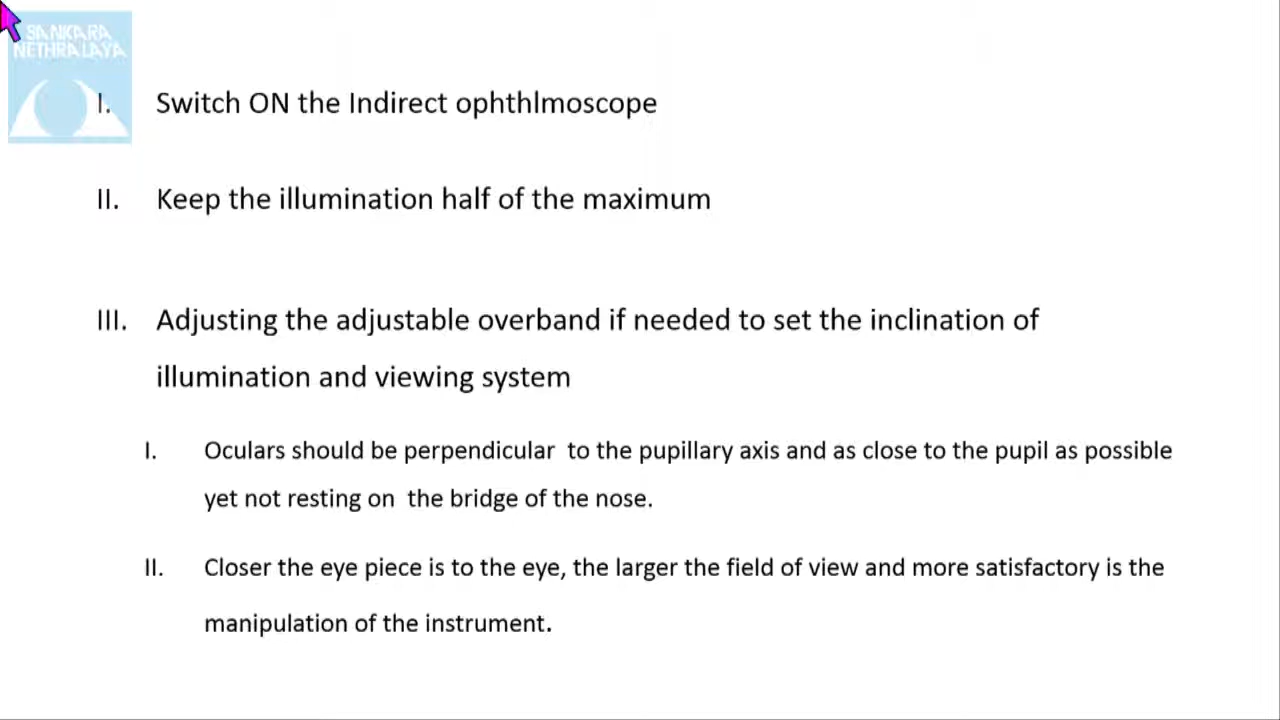 SANKARA
NETHRALAYA
I. Switch ON the Indirect ophthlmoscope
II. Keep the illumination half of the maximum
III. Adjusting the adjustable overband if needed to set the inclination of
illumination and viewing system
I. Oculars should be perpendicular to the pupillary axis and as close to the pupil as possible
yet not resting on the bridge of the nose.
II. Closer the eye piece is to the eye, the larger the field of view and more satisfactory is the
manipulation of the instrument.